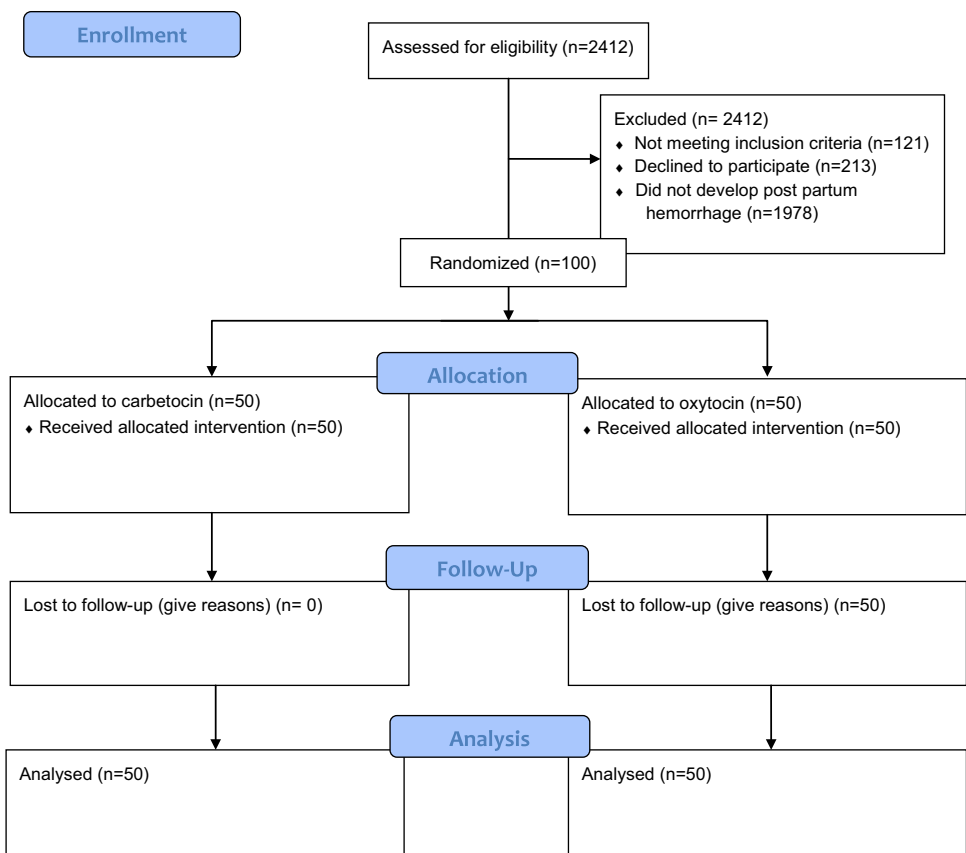 Enrollment
Assessed for eligibility (n=2412)
Excluded (n= 2412)
♦ Not meeting inclusion criteria (n=121)
♦ Declined to participate (n=213)
♦ Did not develop post partum
hemorrhage (n=1978)
Randomized (n=100)
Allocation
Allocated to carbetocin (n=50)
♦ Received allocated intervention (n=50)
Allocated to oxytocin (n=50)
♦ Received allocated intervention (n=50)
Follow-Up
Lost to follow-up (give reasons) (n= 0)
Lost to follow-up (give reasons) (n=50)
Analysis
Analysed (n=50)
Analysed (n=50)